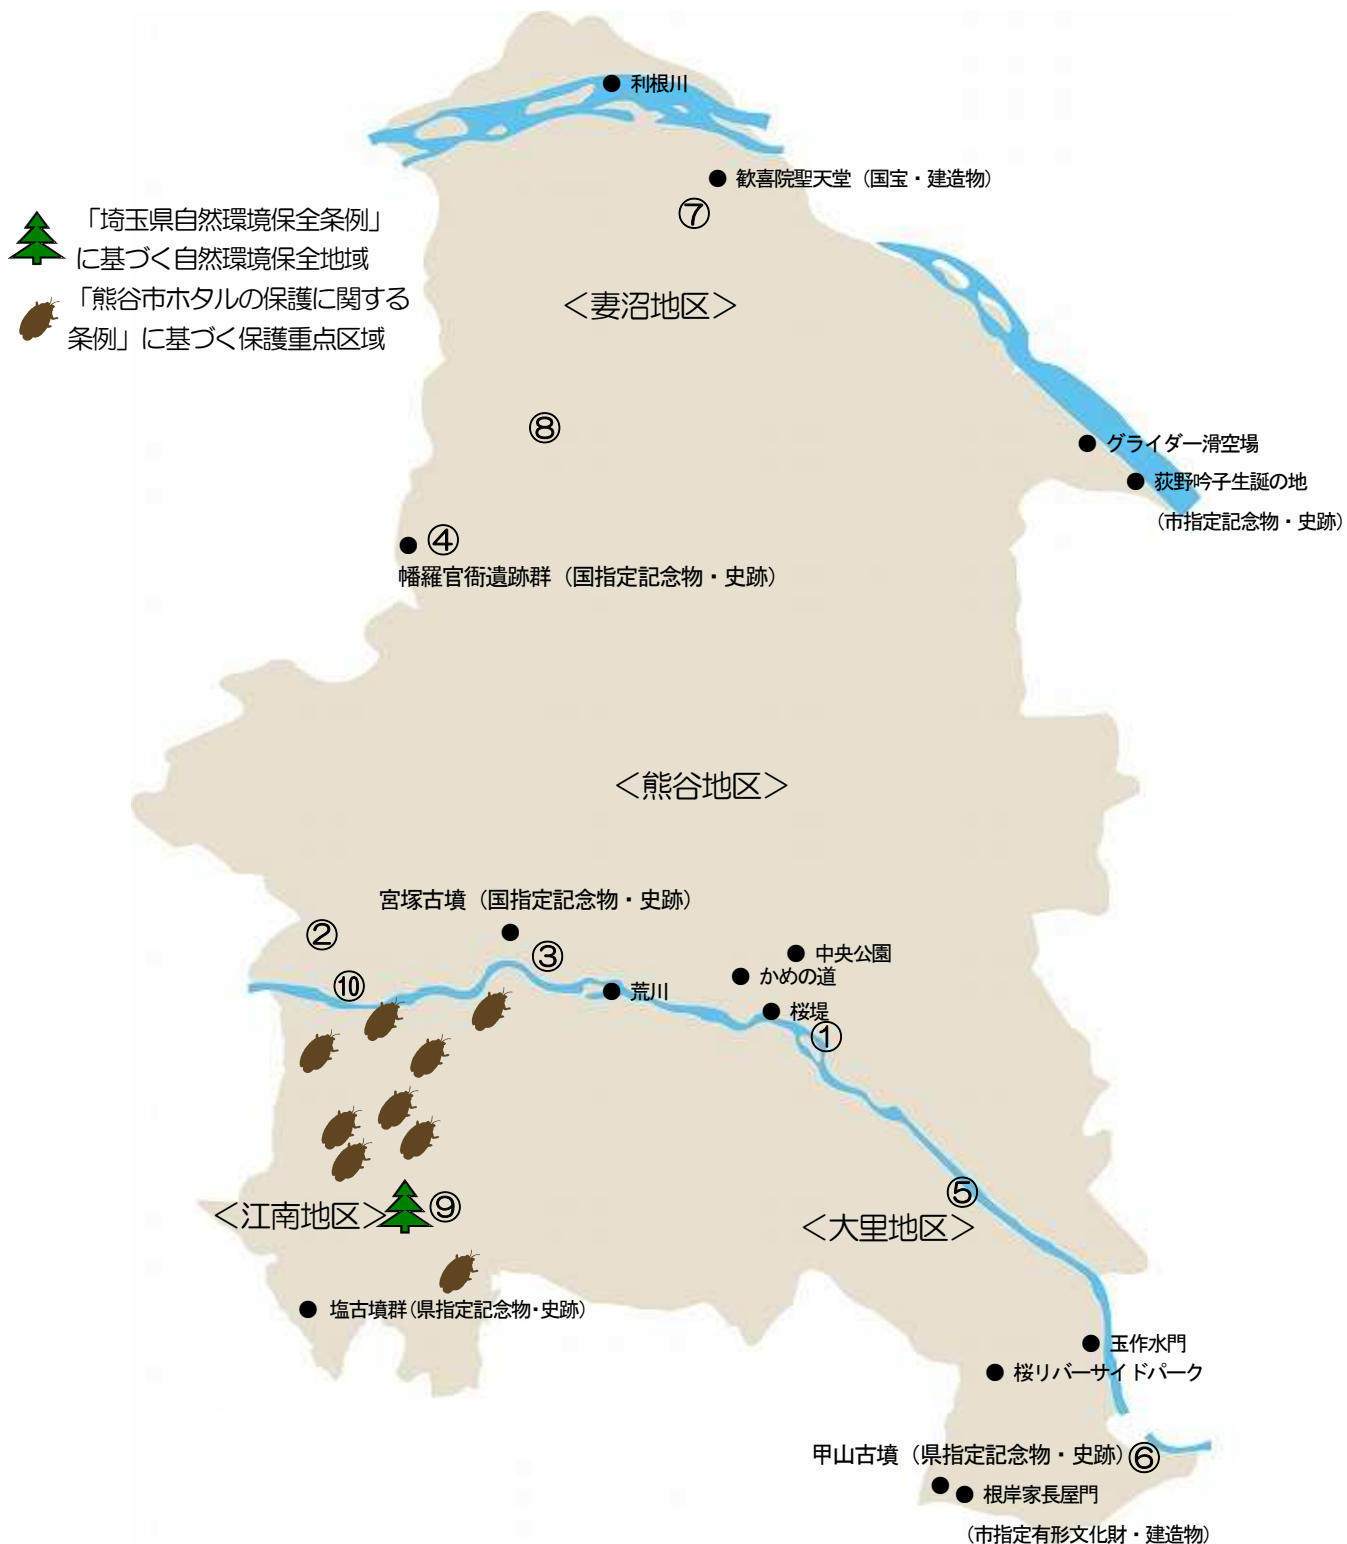 利根川
歓喜院聖天堂（国宝・建造物）
⑦
「埼玉県自然環境保全条例」
に基づく自然環境保全地域
「熊谷市ホタルの保護に関する
条例」に基づく保護重点区域
＜妻沼地区＞
⑧
グライダー滑空場
荻野吟子生誕の地
（市指定記念物・史跡）
④
幡羅官衙遺跡群（国指定記念物・史跡）
＜熊谷地区＞
宮塚古墳（国指定記念物・史跡）
②
③
中央公園
かめの道
⑩
荒川
桜堤
①
⑤
＜江南地区＞
⑨
＜大里地区＞
塩古墳群（県指定記念物・史跡）
玉作水門
桜リバーサイドパーク
甲山古墳（県指定記念物・史跡）
⑥
根岸家長屋門
（市指定有形文化財・建造物）